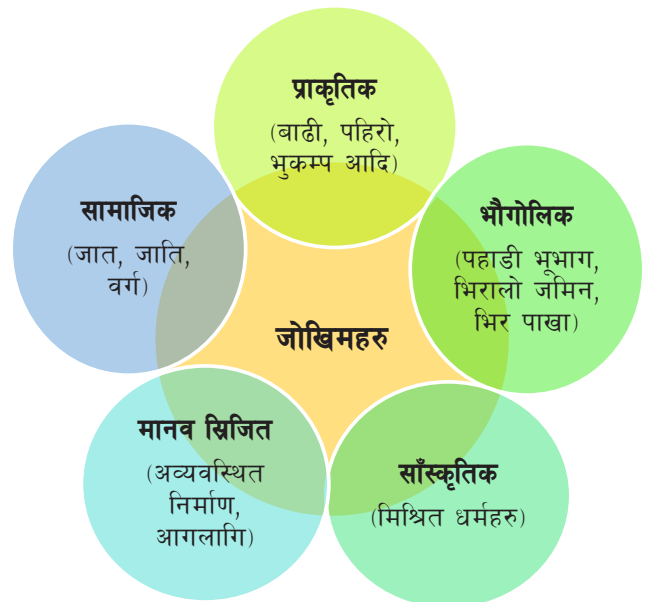 प्राकृतिक
(बाढी, पहिरो,
भुकम्प आदि)
सामाजिक
(जात, जाति,
वर्ग)
भौगोलिक
(पहाडी भूभाग,
भिरालो जमिन,
भिर पाखा)
जोखिमहरु
मानव स्रिजित
(अव्यवस्थित
निर्माण,
आगलागि)
साँस्कृतिक
(मिश्रित धर्महरु)